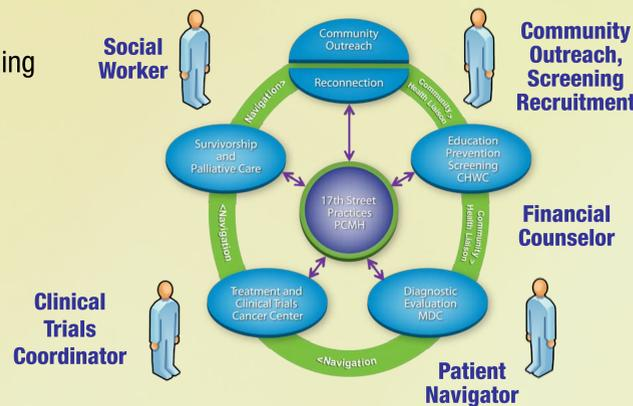 ing
Social
Worker
Community
Outreach
Reconnection
Community
Outreach,
Screening
Recruitment
Navigation>
Community>
Health Liaison
Survivorship
and
Palliative Care
Education
Prevention
Screening
CHWC
17th Street
Practices
PCMH
<Navigation
Community>
Health Liaison
Financial
Counselor
Treatment and
Clinical Trials
Cancer Center
Diagnostic
Evaluation
MDC
Clinical
Trials
Coordinator
<Navigation
Patient
Navigator